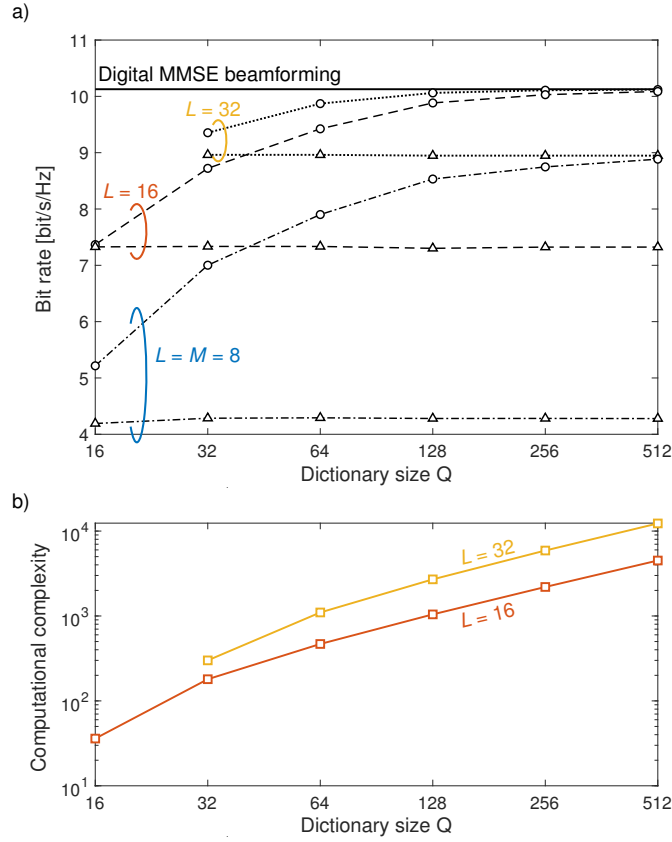 a)
11
10
9
8
7
6
5
4
Bit rate [bit/s/Hz]
Digital MMSE beamforming
L = 32
L = 16
L = M = 8
16 32 64 128 256 512
Dictionary size Q
b)
10^4
10^3
10^2
10^1
Computational complexity
L = 32
L = 16
16 32 64 128 256 512
Dictionary size Q